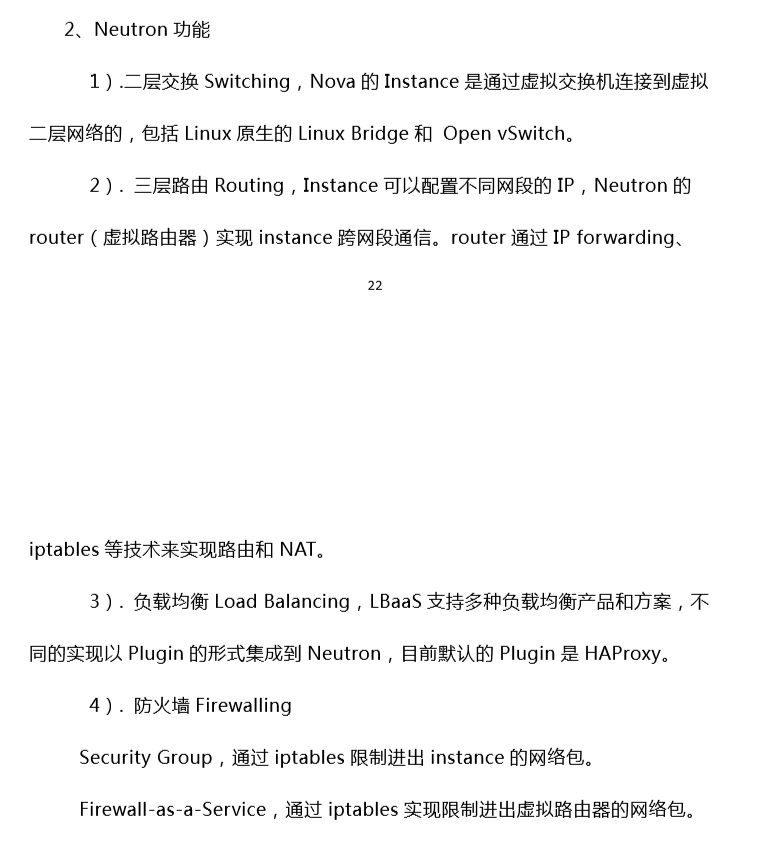 2、Neutron 功能
1）.二层交换 Switching，Nova 的 Instance 是通过虚拟交换机连接到虚拟
二层网络的，包括 Linux 原生的 Linux Bridge 和  Open vSwitch。
2）. 三层路由 Routing，Instance 可以配置不同网段的 IP，Neutron 的
router（虚拟路由器）实现 instance 跨网段通信。router 通过 IP forwarding、
22
iptables 等技术来实现路由和 NAT。
3）. 负载均衡 Load Balancing，LBaaS 支持多种负载均衡产品和方案，不
同的实现以 Plugin 的形式集成到 Neutron，目前默认的 Plugin 是 HAProxy。
4）. 防火墙 Firewalling
Security Group，通过 iptables 限制进出 instance 的网络包。
Firewall-as-a-Service，通过 iptables 实现限制进出虚拟路由器的网络包。